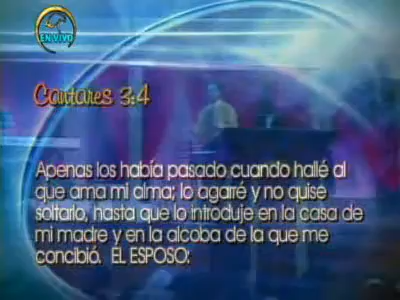 EN VIVO
Cantares 3:4
Apenas los había pasado cuando hallé al
que ama mi alma; lo agarré y no quise
soltarlo, hasta que lo introduje en la casa de
mi madre y en la alcoba de la que me
concibió. EL ESPOSO: